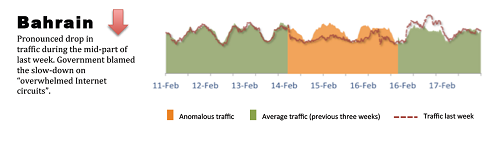 Bahrain
Pronounced drop in
traffic during the mid-part of
last week. Government blamed
the slow-down on
"overwhelmed Internet
circuits".
11-Feb 12-Feb 13-Feb 14-Feb 15-Feb 16-Feb 16-Feb 17-Feb
Anomalous traffic Average traffic (previous three weeks) Traffic last week